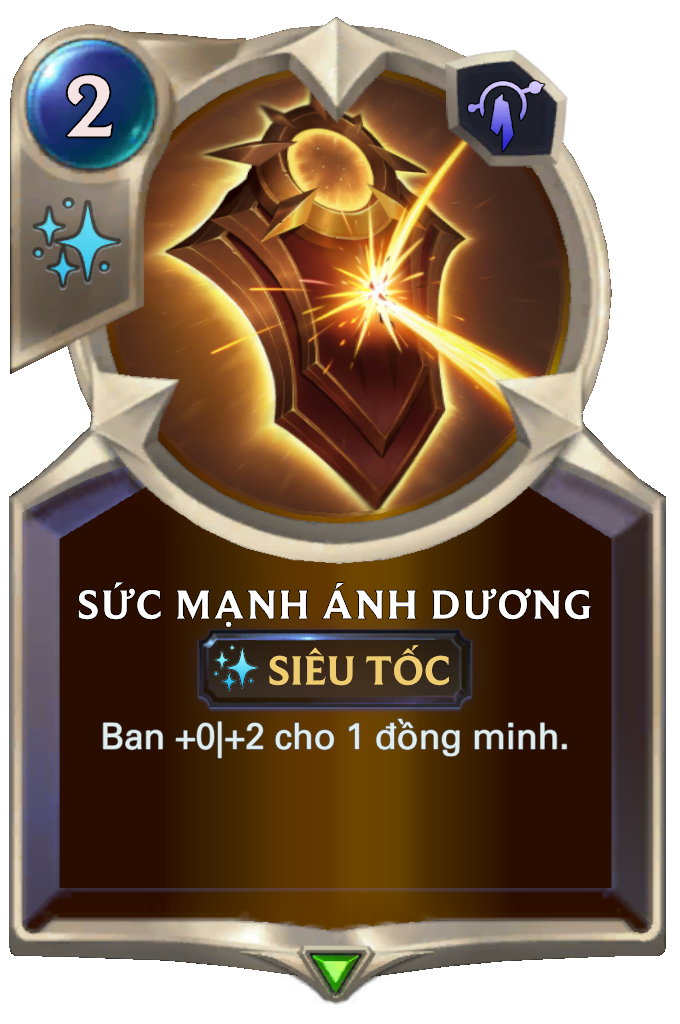 2
SỨC MẠNH ÁNH DƯƠNG
SIÊU TỐC
Ban +0|+2 cho 1 đồng minh.